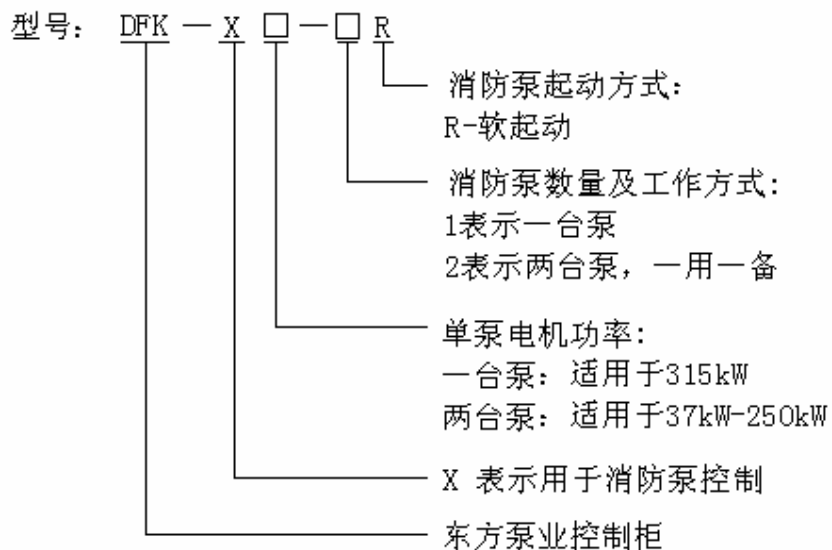 型号: DFK — X □ — □ R
消防泵起动方式:
R-软起动
消防泵数量及工作方式:
1表示一台泵
2表示两台泵, 一用一备
单泵电机功率:
一台泵: 适用于315kW
两台泵: 适用于37kW-250kW
X 表示用于消防泵控制
东方泵业控制柜